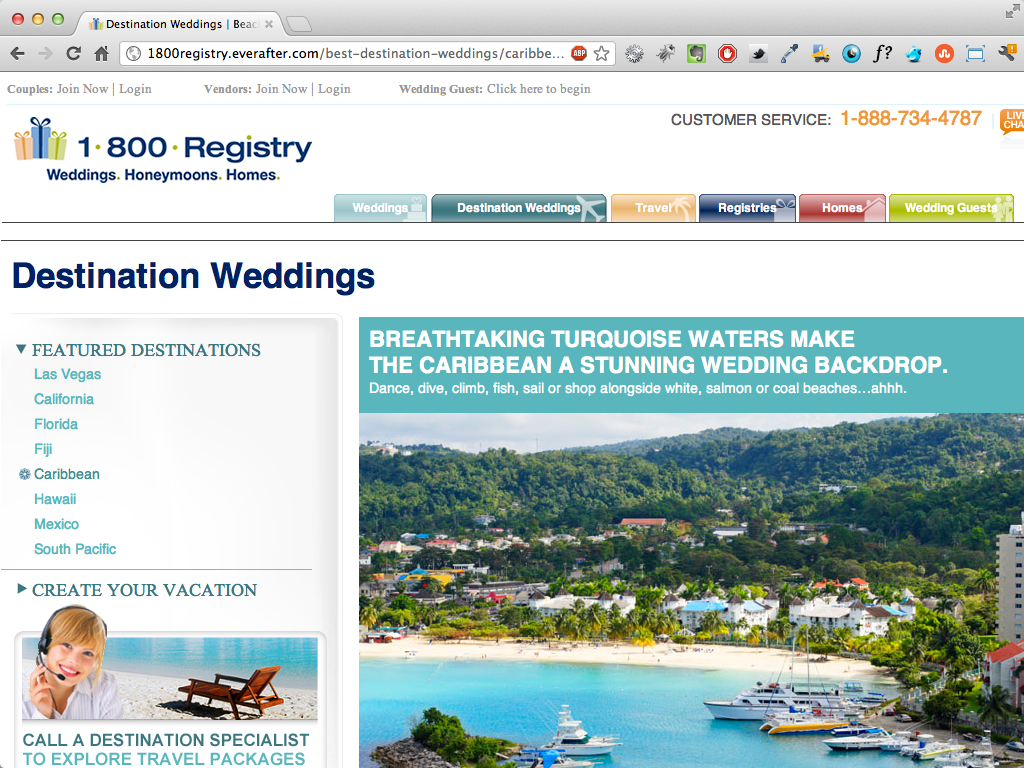 Destination Weddings | Beac
1800registry.everafter.com/best-destination-weddings/caribbe...
ABP
f?
Couples: Join Now | Login
Vendors: Join Now | Login
Wedding Guest: Click here to begin
CUSTOMER SERVICE: 1-888-734-4787
LIVE
CHA
1·800·Registry
Weddings. Honeymoons. Homes.
Weddings
Destination Weddings
Travel
Registries
Homes
Wedding Guests
Destination Weddings
FEATURED DESTINATIONS
Las Vegas
California
Florida
Fiji
Caribbean
Hawaii
Mexico
South Pacific
CREATE YOUR VACATION
CALL A DESTINATION SPECIALIST
TO EXPLORE TRAVEL PACKAGES
BREATHTAKING TURQUOISE WATERS MAKE
THE CARIBBEAN A STUNNING WEDDING BACKDROP.
Dance, dive, climb, fish, sail or shop alongside white, salmon or coal beaches...ahhh.